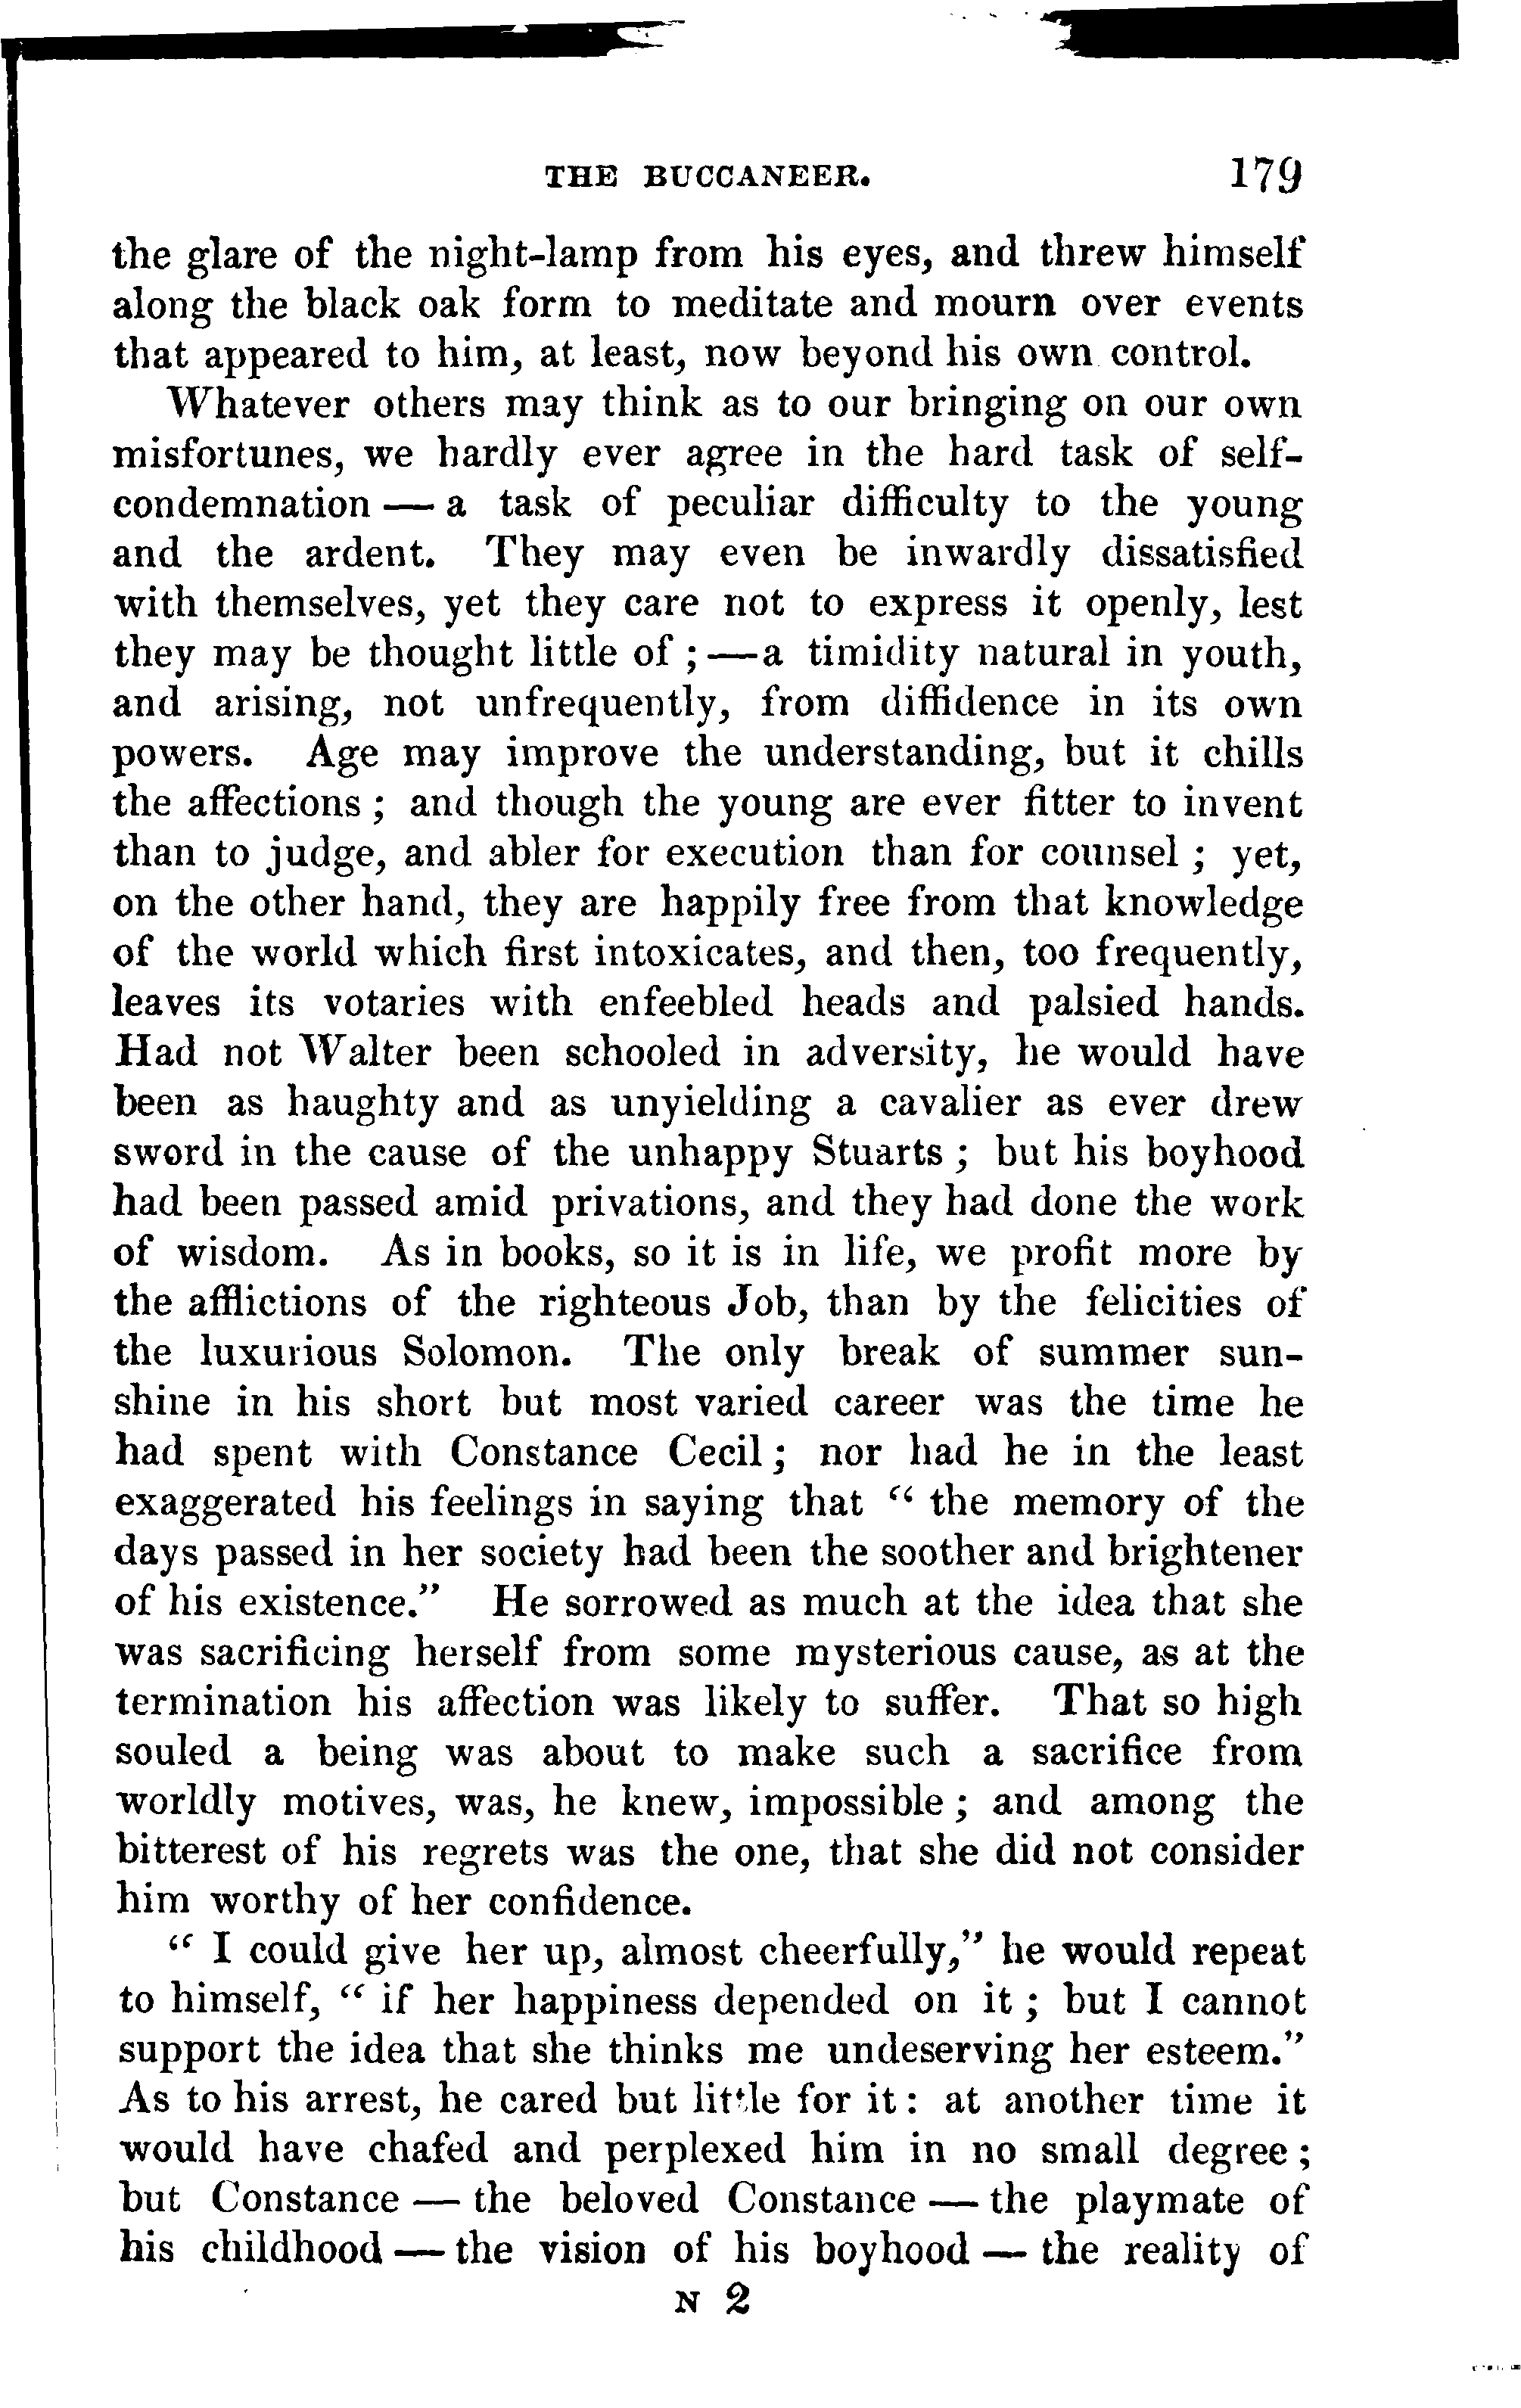 THE BUCCANEER. 179
the glare of the night-lamp from his eyes, and threw himself
along the black oak form to meditate and mourn over events
that appeared to him, at least, now beyond his own control.
Whatever others may think as to our bringing on our own
misfortunes, we hardly ever agree in the hard task of self-
condemnation — a task of peculiar difficulty to the young
and the ardent. They may even be inwardly dissatisfied
with themselves, yet they care not to express it openly, lest
they may be thought little of ; — a timidity natural in youth,
and arising, not unfrequently, from diffidence in its own
powers. Age may improve the understanding, but it chills
the affections ; and though the young are ever fitter to invent
than to judge, and abler for execution than for counsel ; yet,
on the other hand, they are happily free from that knowledge
of the world which first intoxicates, and then, too frequently,
leaves its votaries with enfeebled heads and palsied hands.
Had not Walter been schooled in adversity, he would have
been as haughty and as unyielding a cavalier as ever drew
sword in the cause of the unhappy Stuarts ; but his boyhood
had been passed amid privations, and they had done the work
of wisdom. As in books, so it is in life, we profit more by
the afflictions of the righteous Job, than by the felicities of
the luxurious Solomon. The only break of summer sun-
shine in his short but most varied career was the time he
had spent with Constance Cecil ; nor had he in the least
exaggerated his feelings in saying that “ the memory of the
days passed in her society had been the soother and brightener
of his existence.” He sorrowed as much at the idea that she
was sacrificing herself from some mysterious cause, as at the
termination his affection was likely to suffer. That so high
souled a being was about to make such a sacrifice from
worldly motives, was, he knew, impossible ; and among the
bitterest of his regrets was the one, that she did not consider
him worthy of her confidence.
“ I could give her up, almost cheerfully,” he would repeat
to himself, “ if her happiness depended on it ; but I cannot
support the idea that she thinks me undeserving her esteem.”
As to his arrest, he cared but little for it : at another time it
would have chafed and perplexed him in no small degree ;
but Constance — the beloved Constance — the playmate of
his childhood — the vision of his boyhood — the reality of
N 2